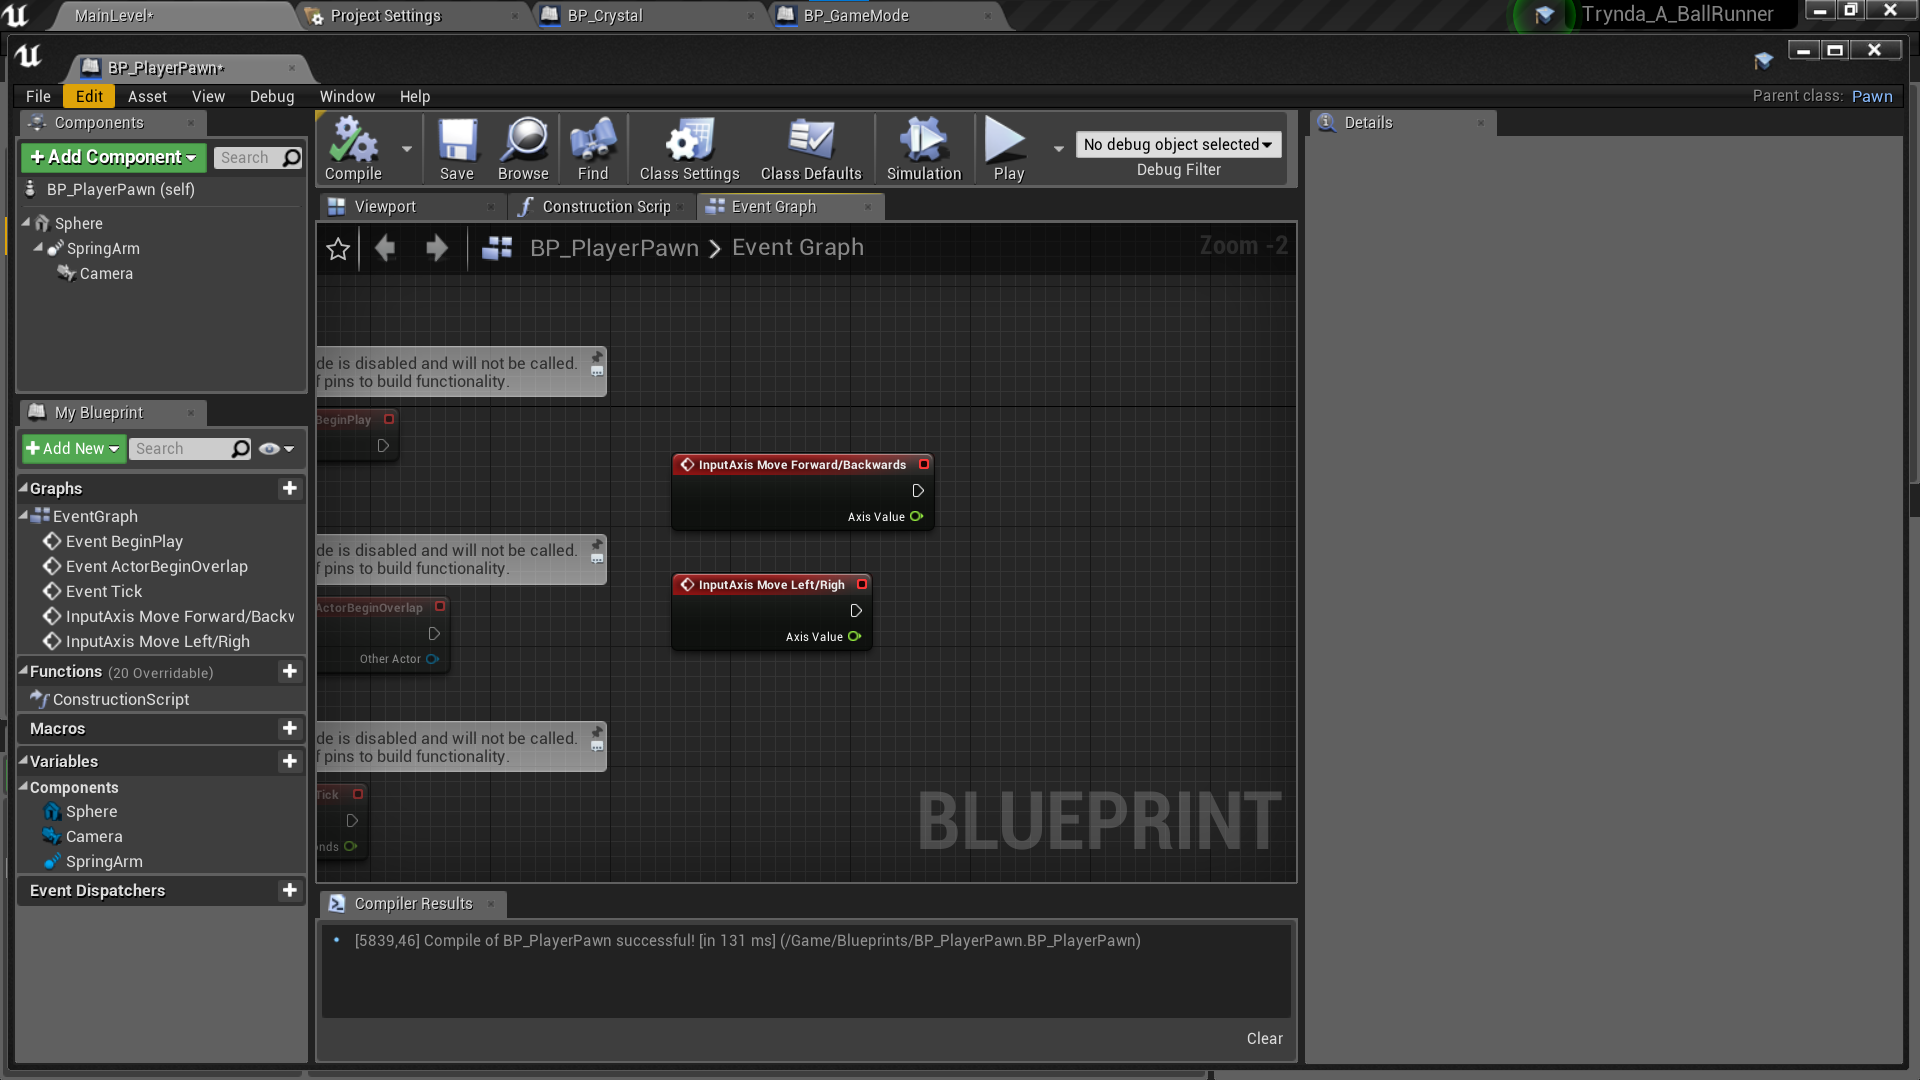 MainLevel*
Project Settings
BP_Crystal
BP_GameMode
Trynda_A_BallRunner
BP_PlayerPawn*
File Edit Asset View Debug Window Help
Parent class: Pawn
Components
Add Component
Search
BP_PlayerPawn (self)
Sphere
SpringArm
Camera
Compile
Save
Browse
Find
Class Settings
Class Defaults
Simulation
Play
No debug object selected
Debug Filter
Details
Viewport
Construction Scrip
Event Graph
BP_PlayerPawn > Event Graph
Zoom -2
My Blueprint
Add New
Search
Graphs
EventGraph
Event BeginPlay
Event ActorBeginOverlap
Event Tick
InputAxis Move Forward/Backw
InputAxis Move Left/Righ
Functions (20 Overridable)
ConstructionScript
Macros
Variables
Components
Sphere
Camera
SpringArm
Event Dispatchers
de is disabled and will not be called.
f pins to build functionality.
BeginPlay
InputAxis Move Forward/Backwards
Axis Value
de is disabled and will not be called.
f pins to build functionality.
ActorBeginOverlap
Other Actor
InputAxis Move Left/Righ
Axis Value
de is disabled and will not be called.
f pins to build functionality.
Tick
onds
BLUEPRINT
Compiler Results
[5839,46] Compile of BP_PlayerPawn successful! [in 131 ms] (/Game/Blueprints/BP_PlayerPawn.BP_PlayerPawn)
Clear